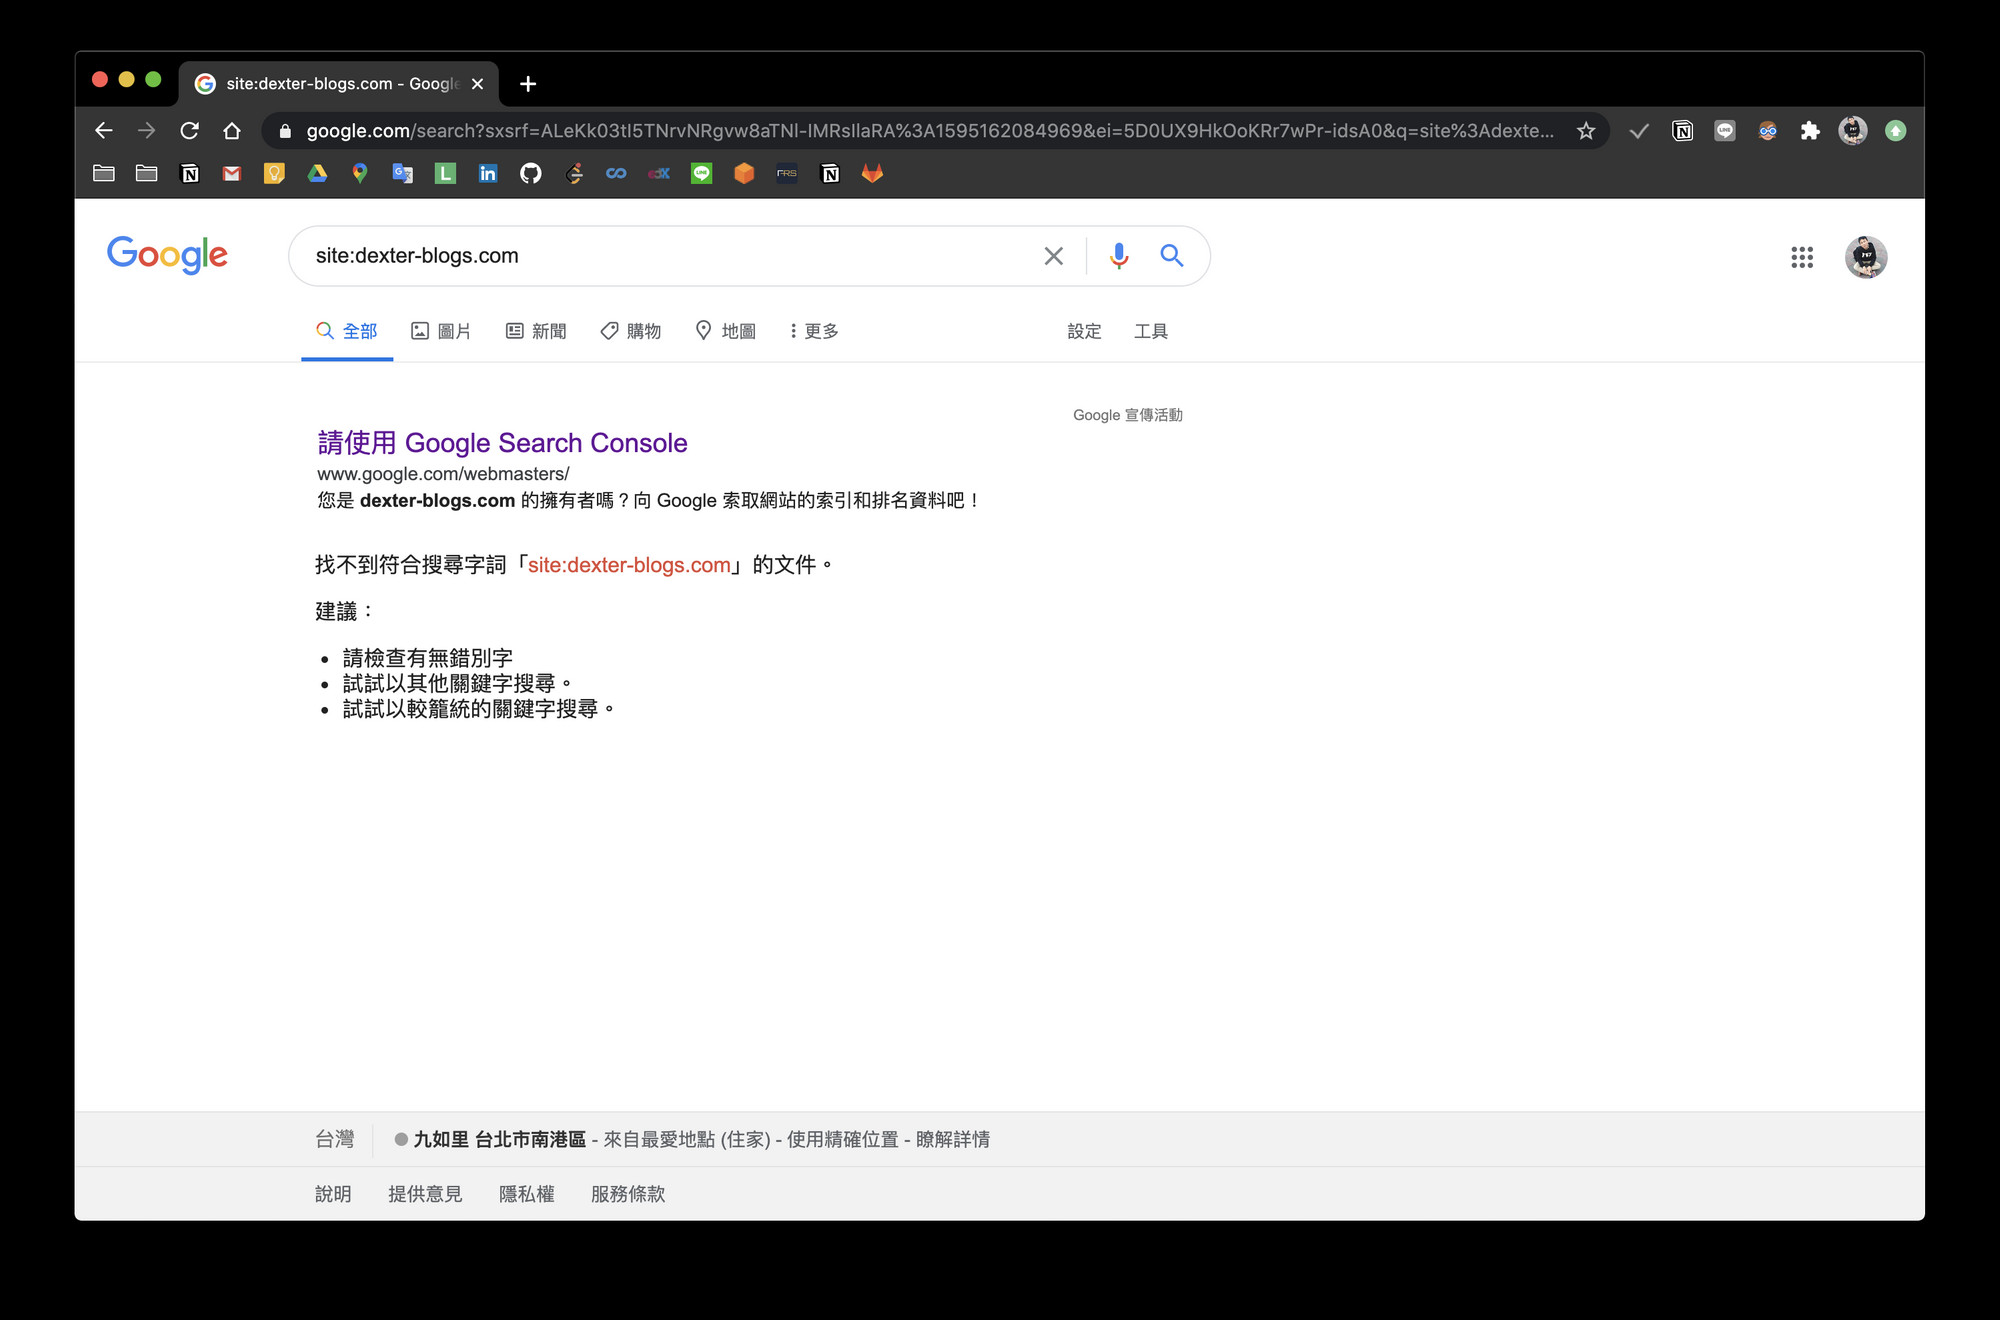 site:dexter-blogs.com - Google
google.com/search?sxsrf=ALeKk03tI5TNrvNRgvw8aTNl-IMRsIlaRA%3A1595162084969&ei=5D0UX9HkOoKRr7wPr-idsA0&q=site%3Adexte...
Google
site:dexter-blogs.com
全部 圖片 新聞 購物 地圖 更多 設定 工具
Google 宣傳活動
請使用 Google Search Console
www.google.com/webmasters/
您是 dexter-blogs.com 的擁有者嗎？向 Google 索取網站的索引和排名資料吧！
找不到符合搜尋字詞「site:dexter-blogs.com」的文件。
建議：
請檢查有無錯別字
試試以其他關鍵字搜尋。
試試以較籠統的關鍵字搜尋。
台灣 九如里 台北市南港區 - 來自最愛地點 (住家) - 使用精確位置 - 瞭解詳情
說明 提供意見 隱私權 服務條款